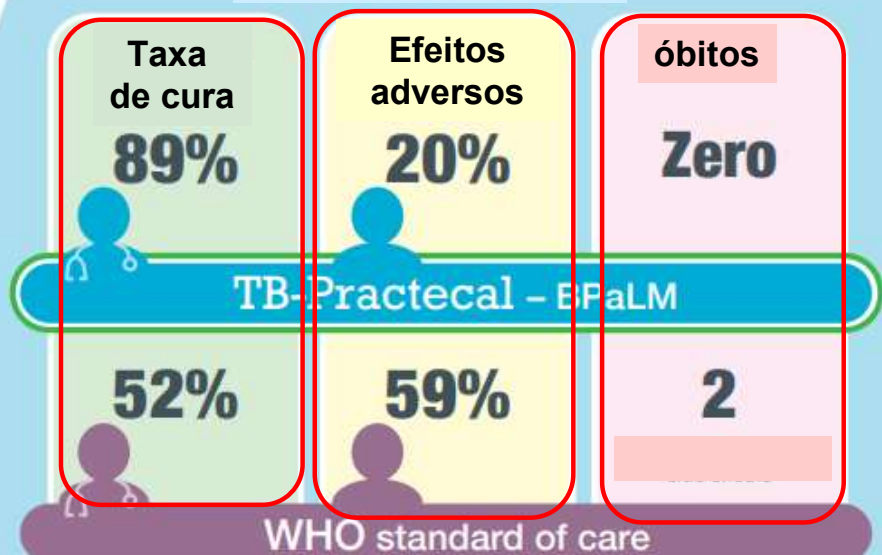 Taxa
de cura
Efeitos
adversos
óbitos
89%
20%
Zero
TB-Practecal – BPaLM
52%
59%
2
WHO standard of care